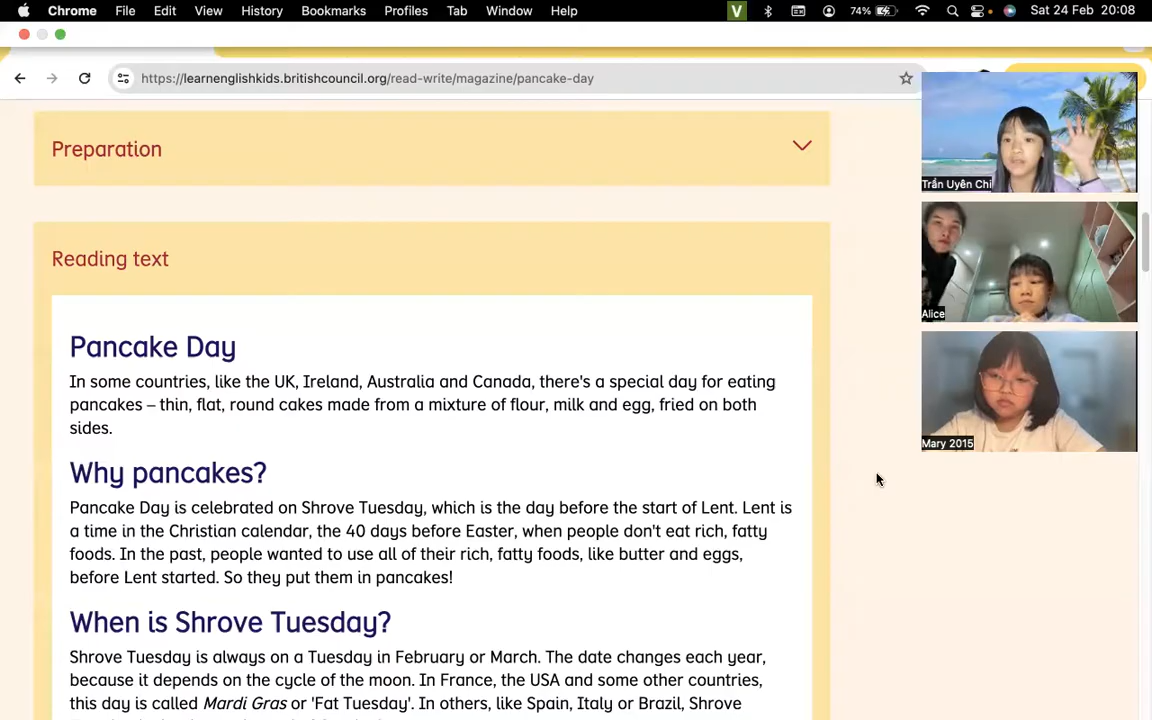 Chrome File Edit View History Bookmarks Profiles Tab Window Help V 74% Sat 24 Feb 20:08
https://learnenglishkids.britishcouncil.org/read-write/magazine/pancake-day
Preparation
Reading text
Pancake Day
In some countries, like the UK, Ireland, Australia and Canada, there's a special day for eating
pancakes – thin, flat, round cakes made from a mixture of flour, milk and egg, fried on both
sides.
Why pancakes?
Pancake Day is celebrated on Shrove Tuesday, which is the day before the start of Lent. Lent is
a time in the Christian calendar, the 40 days before Easter, when people don't eat rich, fatty
foods. In the past, people wanted to use all of their rich, fatty foods, like butter and eggs,
before Lent started. So they put them in pancakes!
When is Shrove Tuesday?
Shrove Tuesday is always on a Tuesday in February or March. The date changes each year,
because it depends on the cycle of the moon. In France, the USA and some other countries,
this day is called Mardi Gras or 'Fat Tuesday'. In others, like Spain, Italy or Brazil, Shrove
Trần Uyên Chi
Alice
Mary 2015